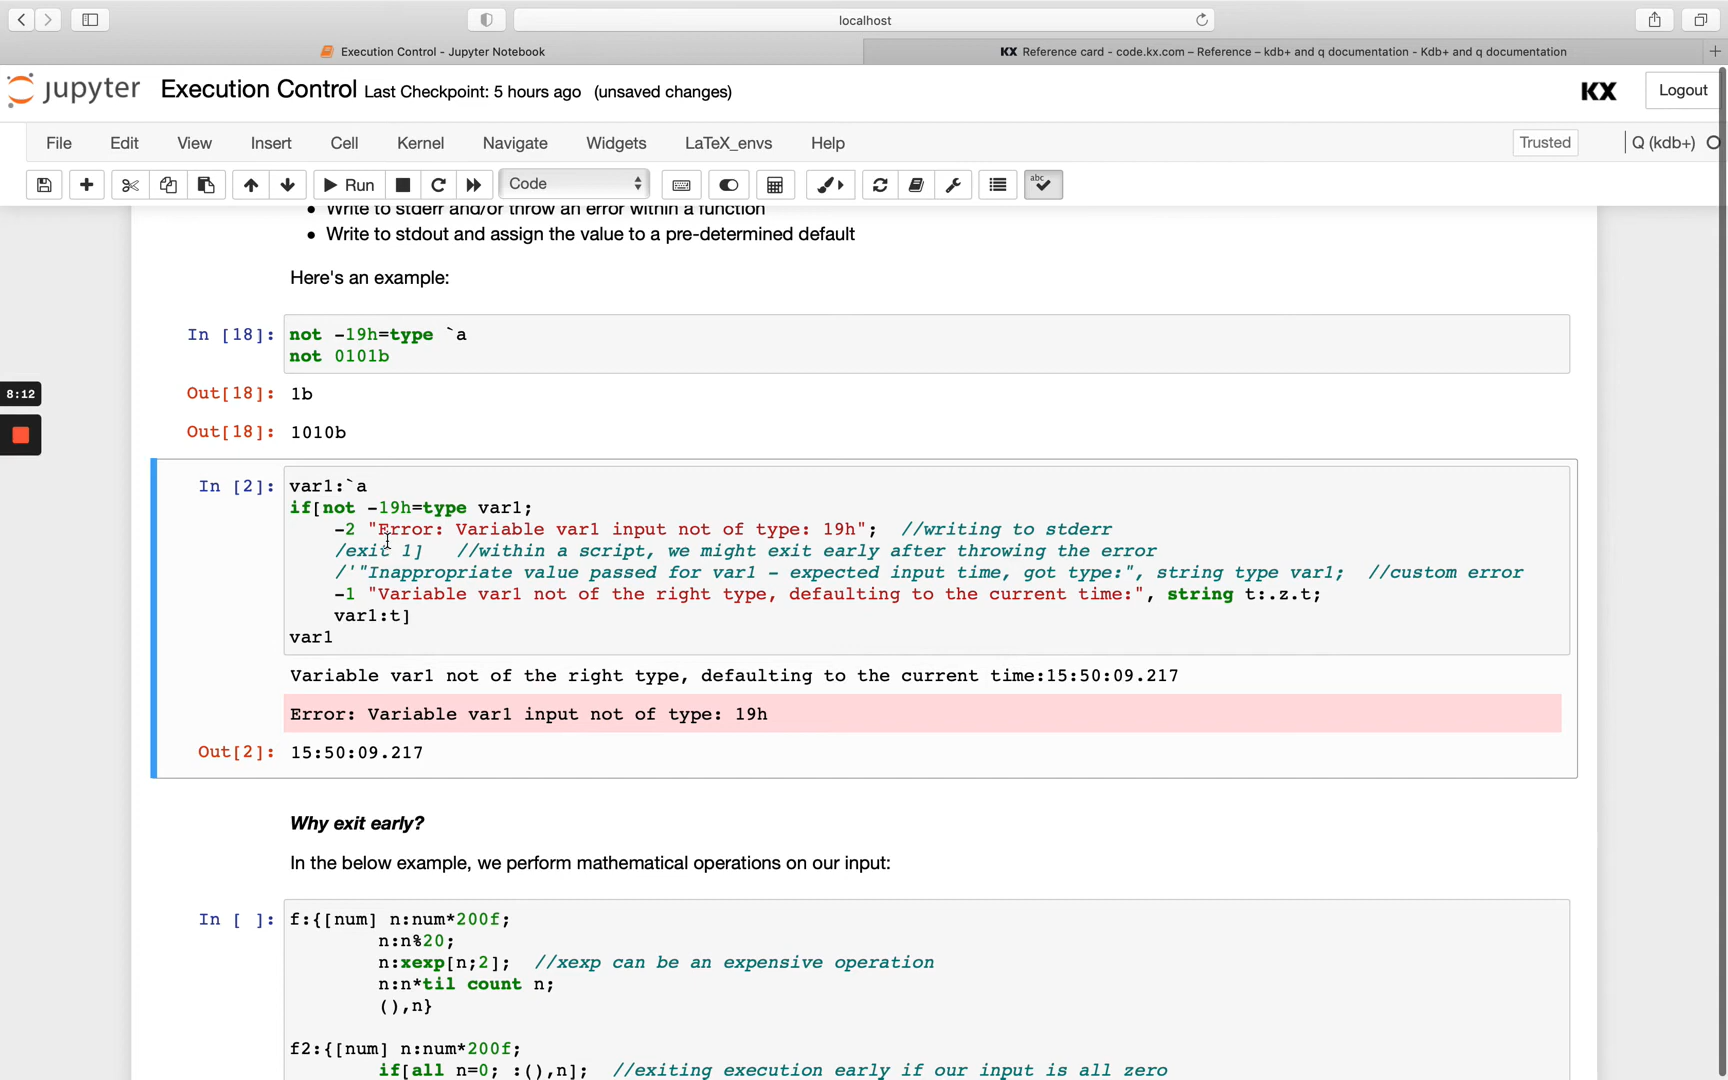 localhost
Execution Control - Jupyter Notebook
KX Reference card - code.kx.com – Reference – kdb+ and q documentation - Kdb+ and q documentation
jupyter Execution Control Last Checkpoint: 5 hours ago (unsaved changes)
KX
Logout
File Edit View Insert Cell Kernel Navigate Widgets LaTeX_envs Help
Trusted
Q (kdb+)
Run
Code
abc
• Write to stderr and/or throw an error within a function
• Write to stdout and assign the value to a pre-determined default
Here's an example:
In [18]: not -19h=type `a
not 0101b
8:12
Out[18]: 1b
Out[18]: 1010b
In [2]: var1:`a
if[not -19h=type var1;
-2 "Error: Variable var1 input not of type: 19h"; //writing to stderr
/exit 1] //within a script, we might exit early after throwing the error
/'"Inappropriate value passed for var1 - expected input time, got type:", string type var1; //custom error
-1 "Variable var1 not of the right type, defaulting to the current time:", string t:.z.t;
var1:t]
var1
Variable var1 not of the right type, defaulting to the current time:15:50:09.217
Error: Variable var1 input not of type: 19h
Out[2]: 15:50:09.217
Why exit early?
In the below example, we perform mathematical operations on our input:
In [ ]: f:{[num] n:num*200f;
n:n%20;
n:xexp[n;2]; //xexp can be an expensive operation
n:n*til count n;
(),n}
f2:{[num] n:num*200f;
if[all n=0; :(),n]; //exiting execution early if our input is all zero